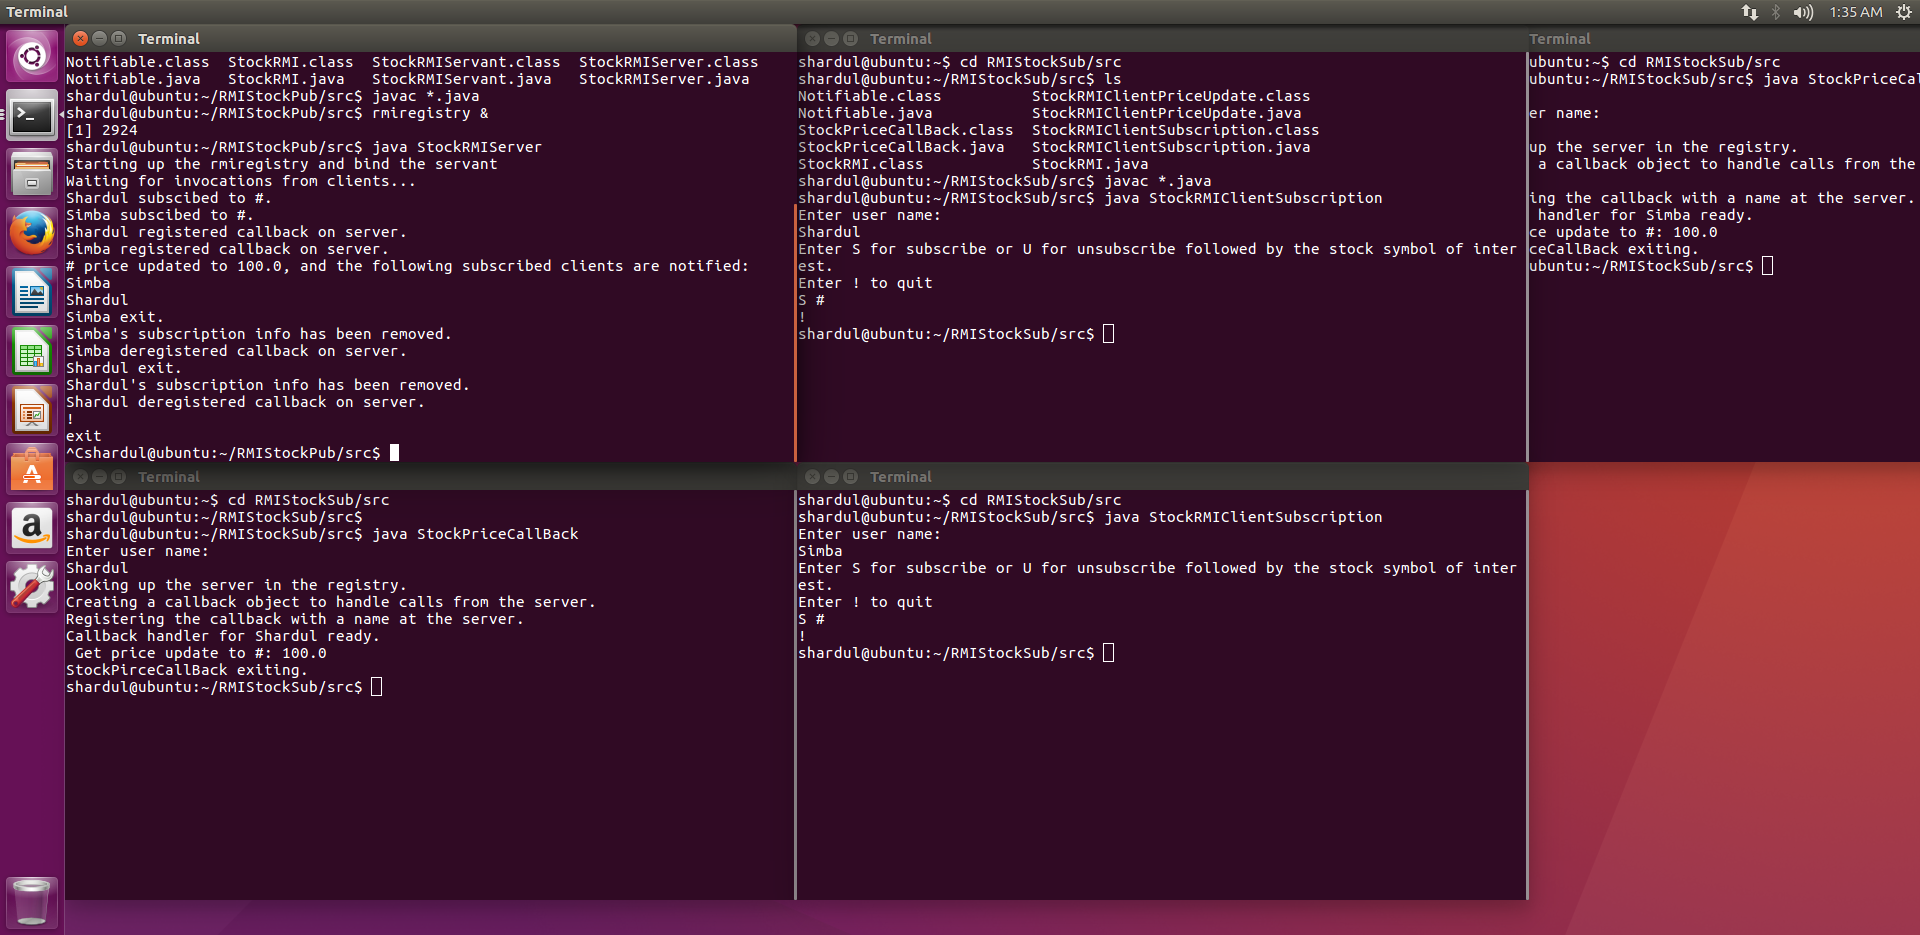 Terminal
1:35 AM
Terminal
Notifiable.class  StockRMI.class  StockRMIServant.class  StockRMIServer.class
Notifiable.java   StockRMI.java   StockRMIServant.java   StockRMIServer.java
shardul@ubuntu:~/RMIStockPub/src$ javac *.java
shardul@ubuntu:~/RMIStockPub/src$ rmiregistry &
[1] 2924
shardul@ubuntu:~/RMIStockPub/src$ java StockRMIServer
Starting up the rmiregistry and bind the servant
Waiting for invocations from clients...
Shardul subscibed to #.
Simba subscibed to #.
Shardul registered callback on server.
Simba registered callback on server.
# price updated to 100.0, and the following subscribed clients are notified:
Simba
Shardul
Simba exit.
Simba's subscription info has been removed.
Simba deregistered callback on server.
Shardul exit.
Shardul's subscription info has been removed.
Shardul deregistered callback on server.
!
exit
^Cshardul@ubuntu:~/RMIStockPub/src$
Terminal
shardul@ubuntu:~$ cd RMIStockSub/src
shardul@ubuntu:~/RMIStockSub/src$ ls
Notifiable.class          StockRMIClientPriceUpdate.class
Notifiable.java           StockRMIClientPriceUpdate.java
StockPriceCallBack.class  StockRMIClientSubscription.class
StockPriceCallBack.java   StockRMIClientSubscription.java
StockRMI.class            StockRMI.java
shardul@ubuntu:~/RMIStockSub/src$ javac *.java
shardul@ubuntu:~/RMIStockSub/src$ java StockRMIClientSubscription
Enter user name:
Shardul
Enter S for subscribe or U for unsubscribe followed by the stock symbol of inter
est.
Enter ! to quit
S #
!
shardul@ubuntu:~/RMIStockSub/src$
Terminal
ubuntu:~$ cd RMIStockSub/src
ubuntu:~/RMIStockSub/src$ java StockPriceCa
er name:
up the server in the registry.
a callback object to handle calls from the
ing the callback with a name at the server.
handler for Simba ready.
ce update to #: 100.0
ceCallBack exiting.
ubuntu:~/RMIStockSub/src$
Terminal
shardul@ubuntu:~$ cd RMIStockSub/src
shardul@ubuntu:~/RMIStockSub/src$
shardul@ubuntu:~/RMIStockSub/src$ java StockPriceCallBack
Enter user name:
Shardul
Looking up the server in the registry.
Creating a callback object to handle calls from the server.
Registering the callback with a name at the server.
Callback handler for Shardul ready.
Get price update to #: 100.0
StockPirceCallBack exiting.
shardul@ubuntu:~/RMIStockSub/src$
Terminal
shardul@ubuntu:~$ cd RMIStockSub/src
shardul@ubuntu:~/RMIStockSub/src$ java StockRMIClientSubscription
Enter user name:
Simba
Enter S for subscribe or U for unsubscribe followed by the stock symbol of inter
est.
Enter ! to quit
S #
!
shardul@ubuntu:~/RMIStockSub/src$